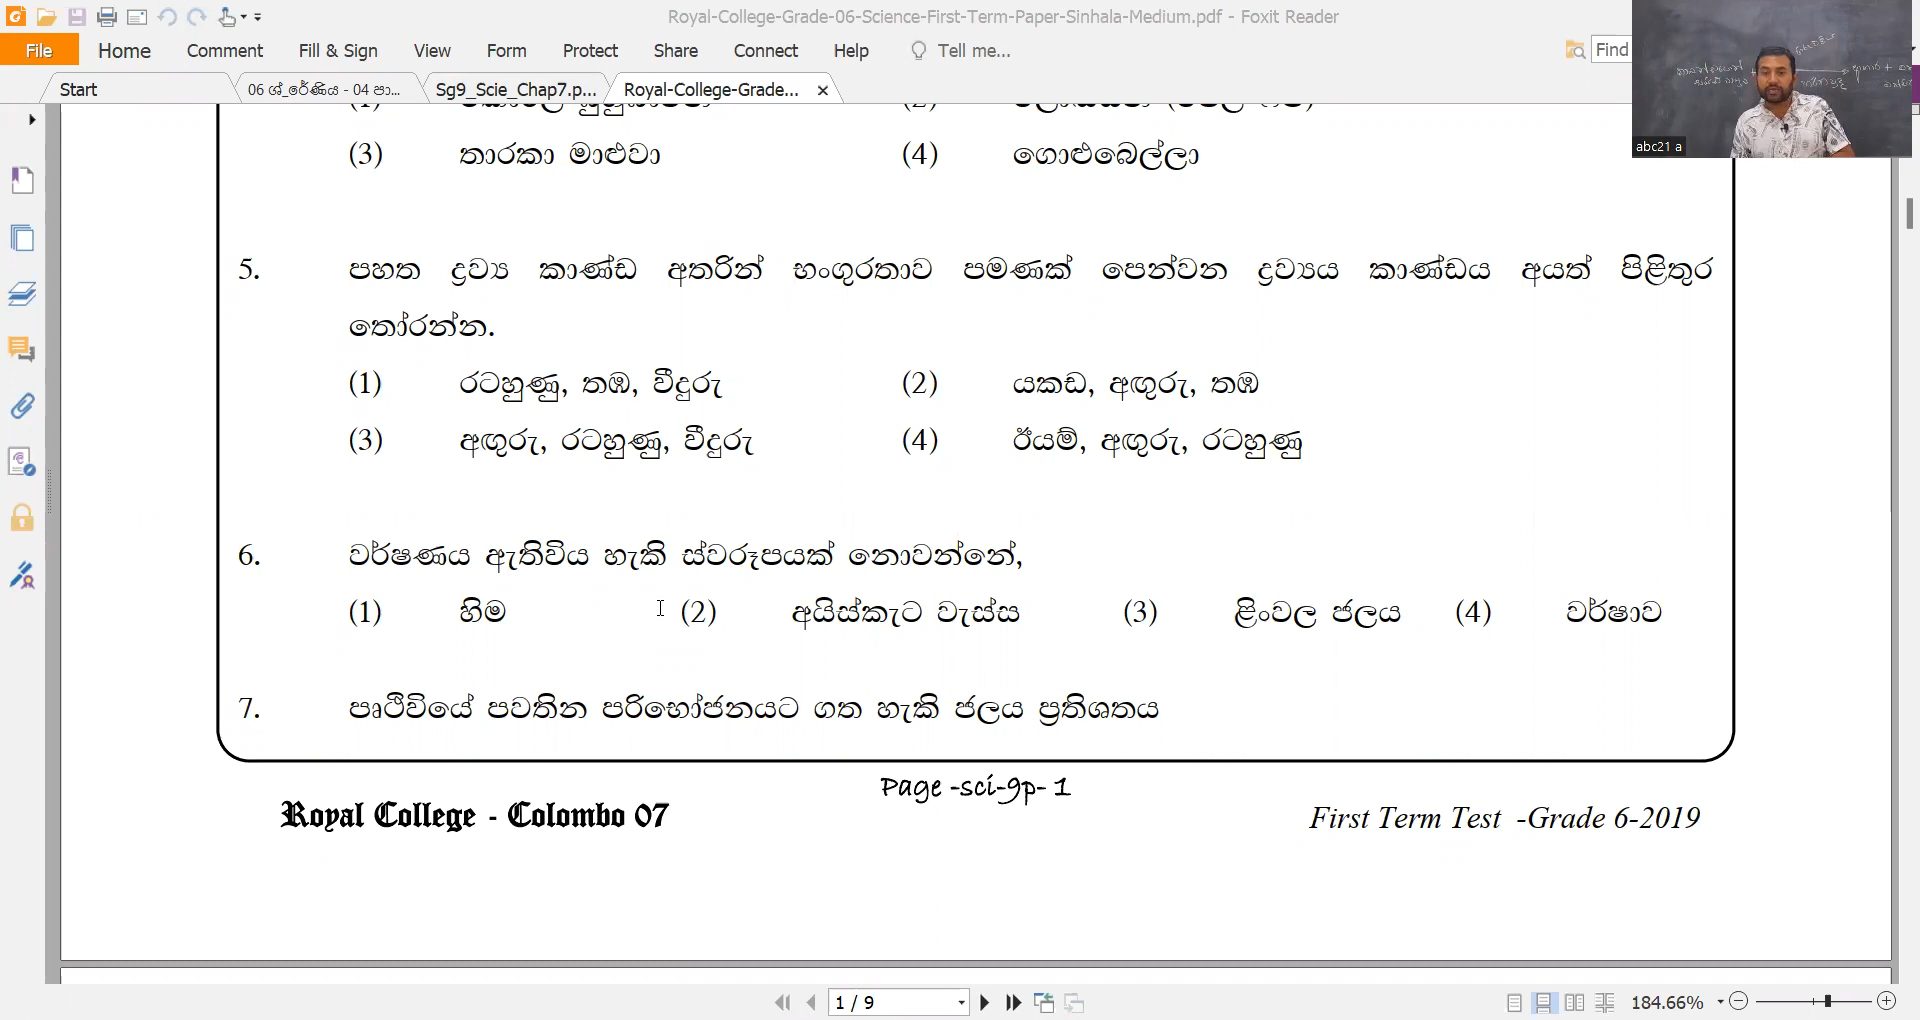 Royal-College-Grade-06-Science-First-Term-Paper-Sinhala-Medium.pdf - Foxit Reader
File Home Comment Fill & Sign View Form Protect Share Connect Help Tell me... Find
Start 06 ශ්‍රේණිය - 04 පා... Sg9_Scie_Chap7.p... Royal-College-Grade...
abc21 a
(3) තාරකා මාළුවා (4) ගොළුබෙල්ලා
5. පහත ද්‍රව්‍ය කාණ්ඩ අතරින් භංගුරතාව පමණක් පෙන්වන ද්‍රව්‍යය කාණ්ඩය අයත් පිළිතුර
තෝරන්න.
(1) රටහුණු, තඹ, වීදුරු (2) යකඩ, අඟුරු, තඹ
(3) අඟුරු, රටහුණු, වීදුරු (4) ඊයම්, අඟුරු, රටහුණු
6. වර්ෂණය ඇතිවිය හැකි ස්වරූපයක් නොවන්නේ,
(1) හිම (2) අයිස්කැට වැස්ස (3) ළිංවල ජලය (4) වර්ෂාව
7. පෘථිවියේ පවතින පරිභෝජනයට ගත හැකි ජලය ප්‍රතිශතය
Page -sci-9p- 1
Royal College - Colombo 07 First Term Test -Grade 6-2019
1 / 9 184.66%